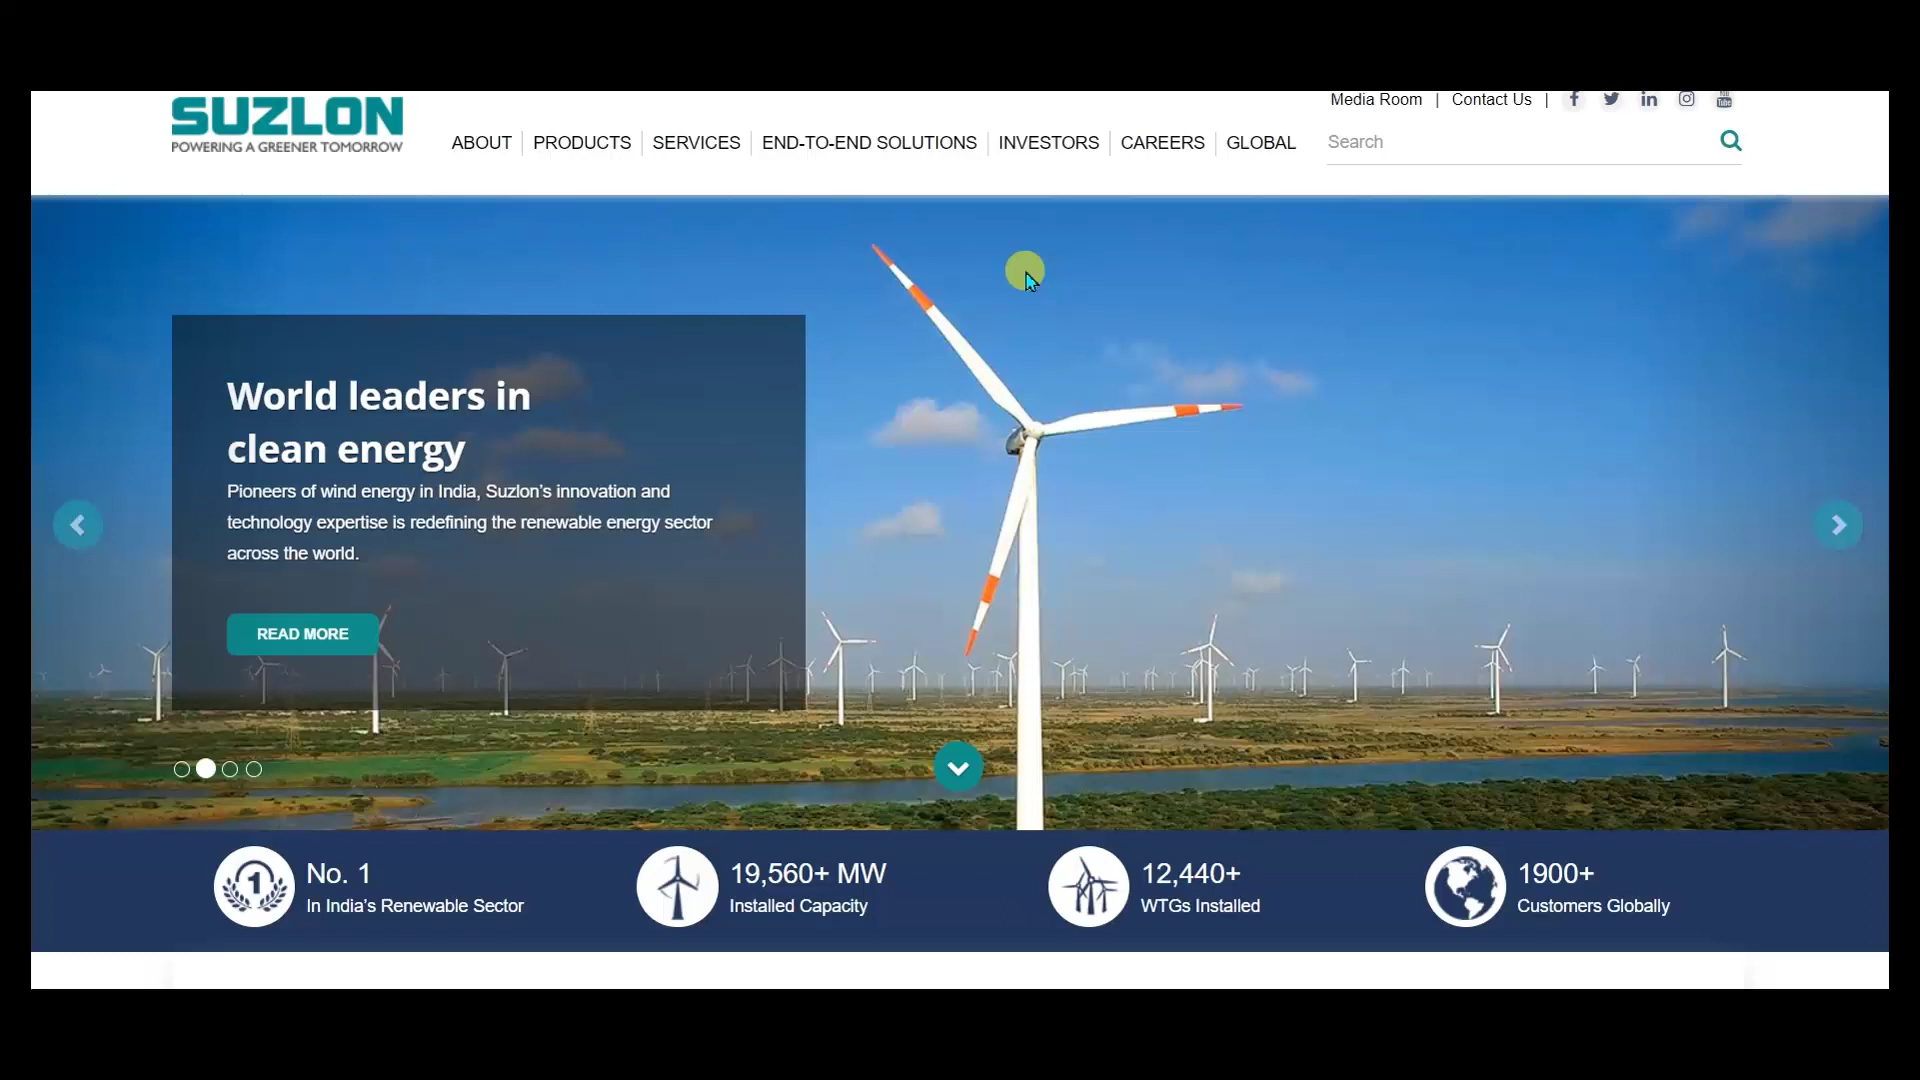 SUZLON
POWERING A GREENER TOMORROW
Media Room | Contact Us |
ABOUT PRODUCTS SERVICES END-TO-END SOLUTIONS INVESTORS CAREERS GLOBAL
Search
World leaders in
clean energy
Pioneers of wind energy in India, Suzlon's innovation and
technology expertise is redefining the renewable energy sector
across the world.
READ MORE
1
No. 1
In India's Renewable Sector
19,560+ MW
Installed Capacity
12,440+
WTGs Installed
1900+
Customers Globally